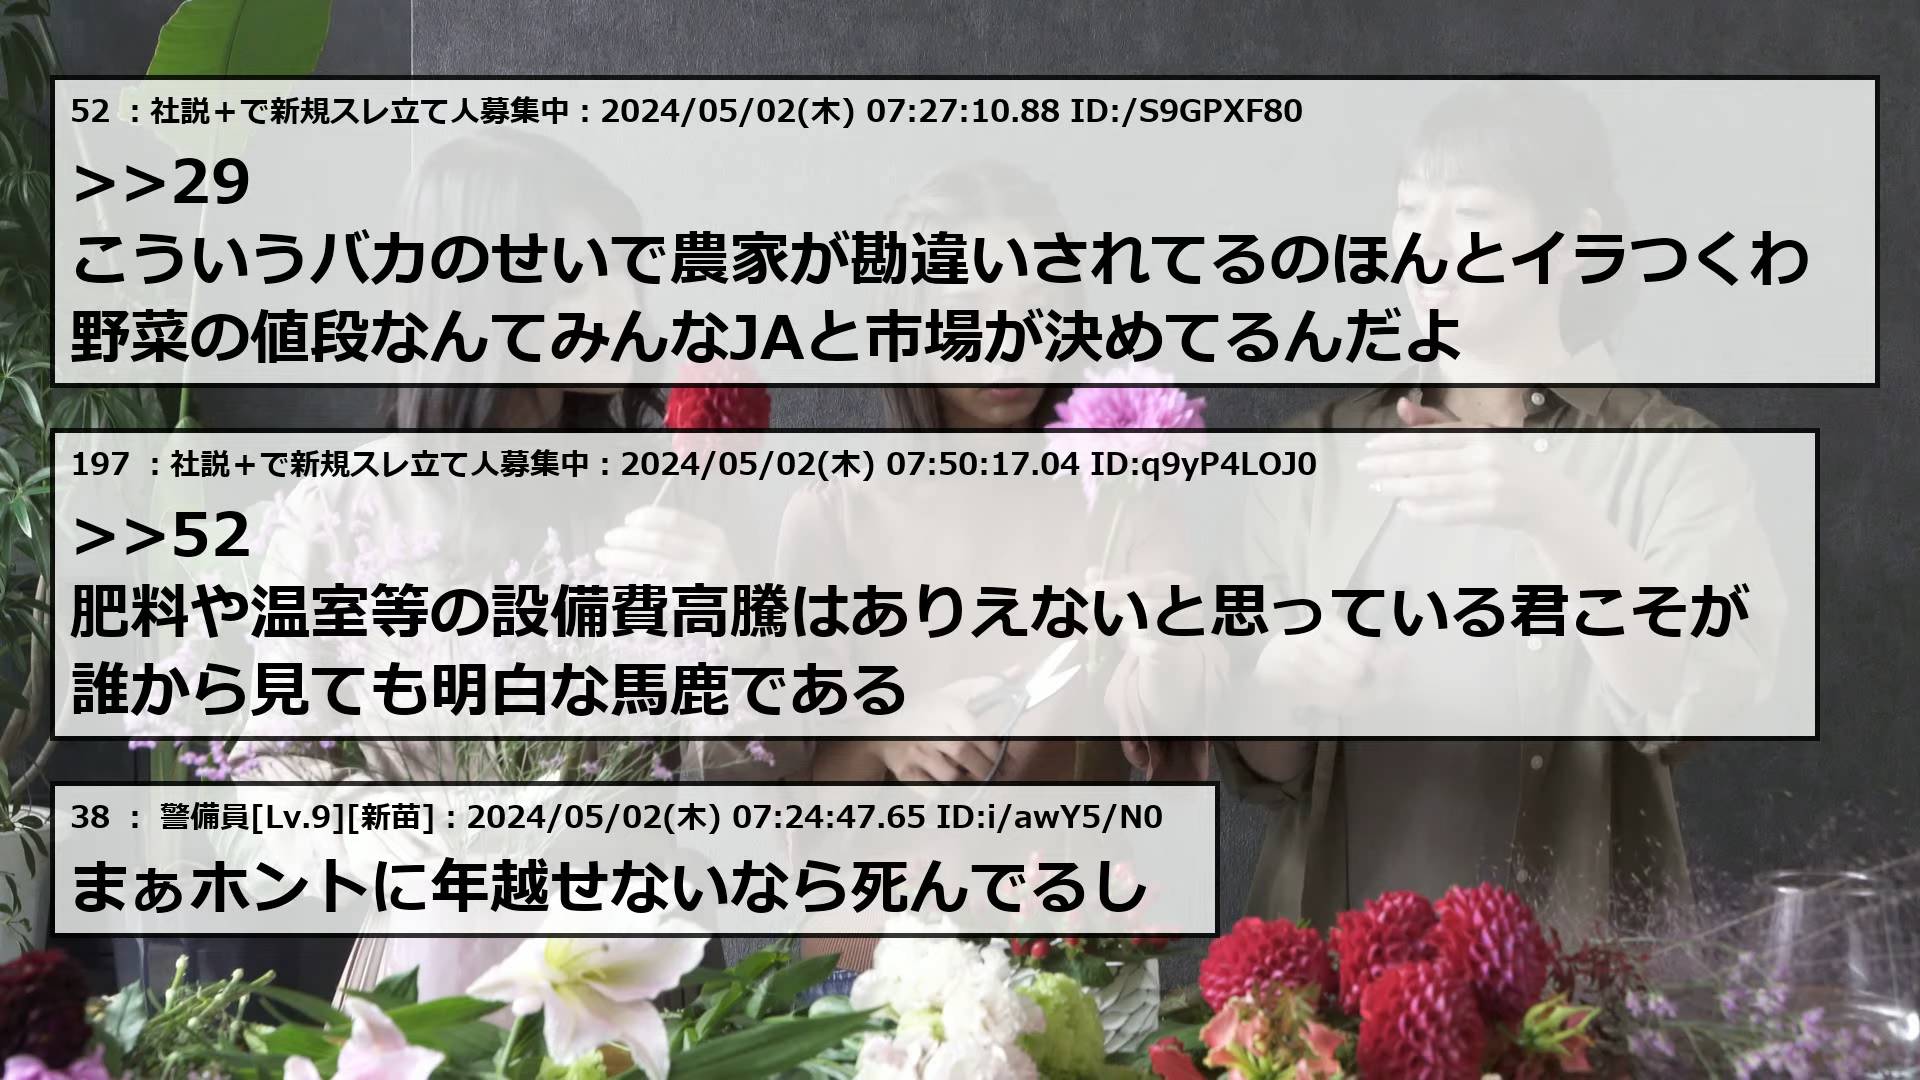 52 ：社説＋で新規スレ立て人募集中：2024/05/02(木) 07:27:10.88 ID:/S9GPXF80
>>29
こういうバカのせいで農家が勘違いされてるのほんとイラつくわ
野菜の値段なんてみんなJAと市場が決めてるんだよ
197 ：社説＋で新規スレ立て人募集中：2024/05/02(木) 07:50:17.04 ID:q9yP4LOJ0
>>52
肥料や温室等の設備費高騰はありえないと思っている君こそが
誰から見ても明白な馬鹿である
38 ： 警備員[Lv.9][新苗]：2024/05/02(木) 07:24:47.65 ID:i/awY5/N0
まぁホントに年越せないなら死んでるし